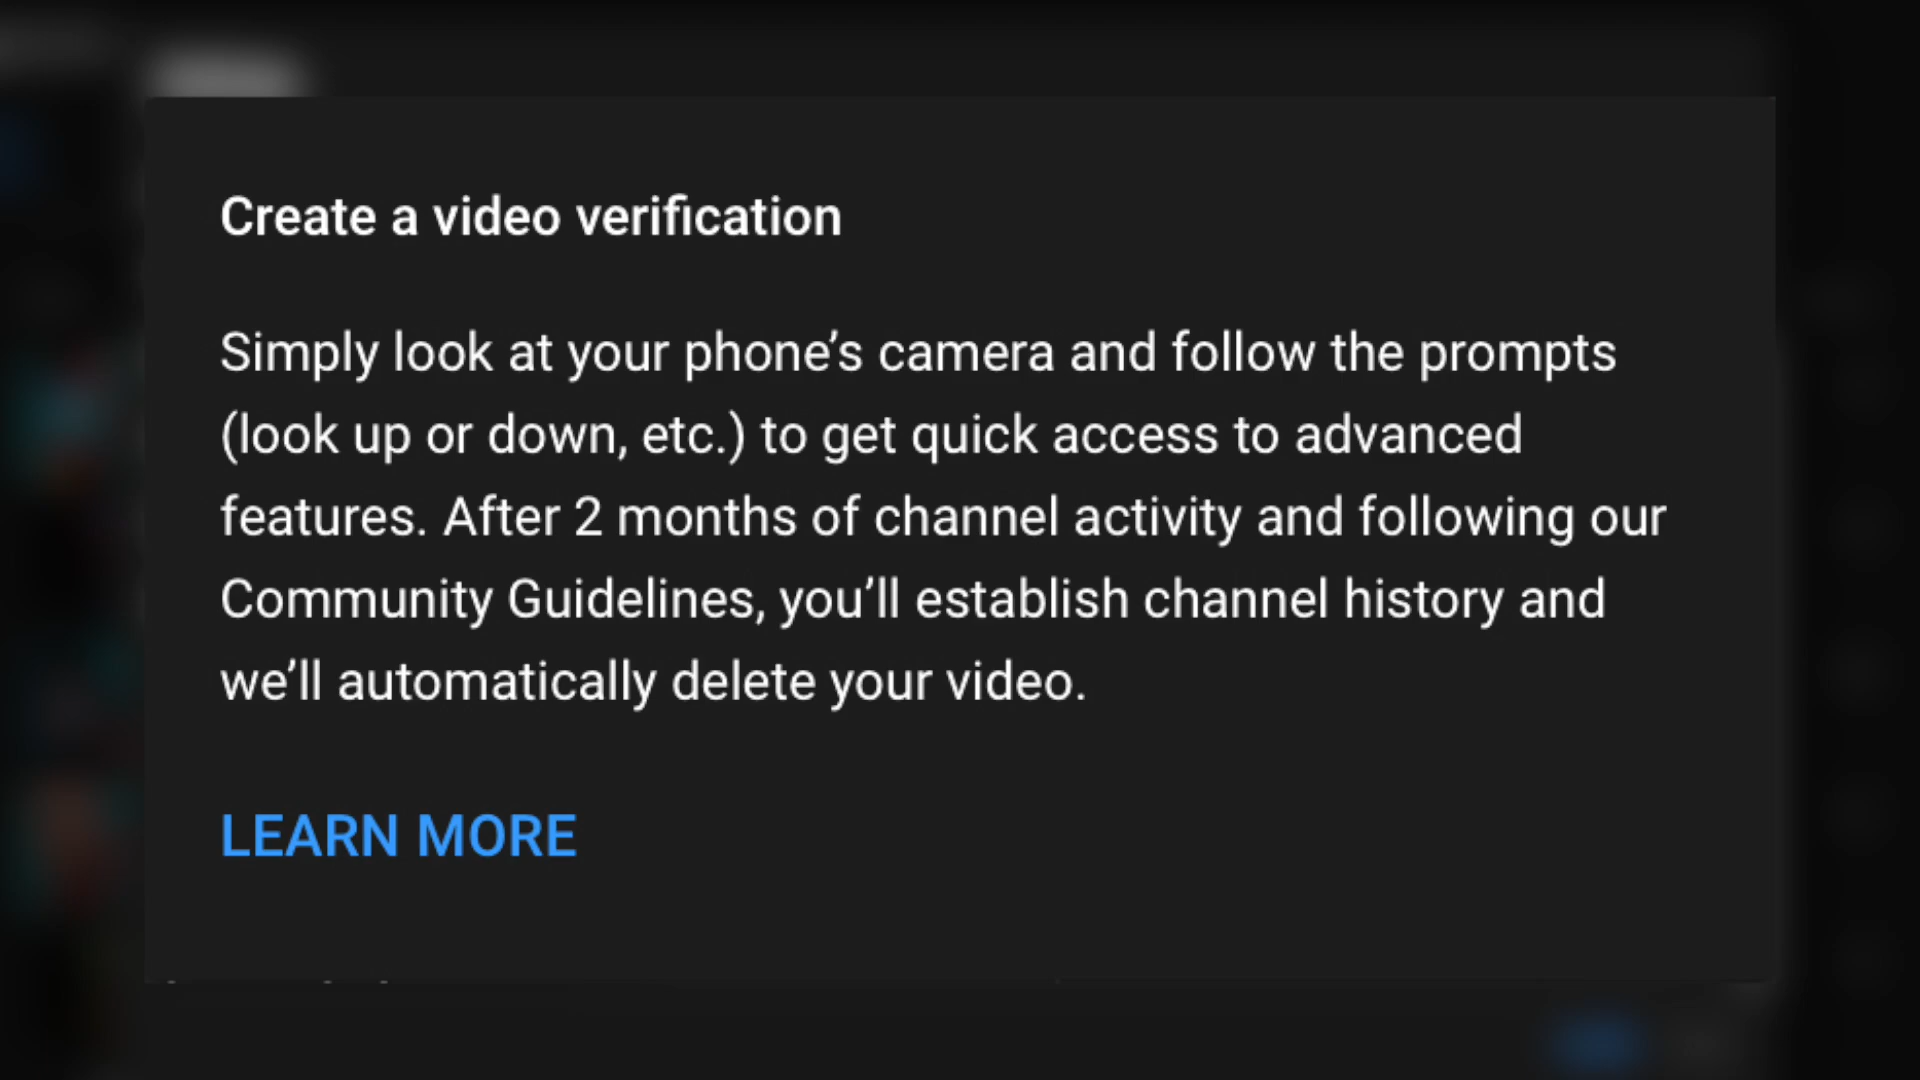 Create a video verification
Simply look at your phone’s camera and follow the prompts
(look up or down, etc.) to get quick access to advanced
features. After 2 months of channel activity and following our
Community Guidelines, you’ll establish channel history and
we’ll automatically delete your video.
LEARN MORE